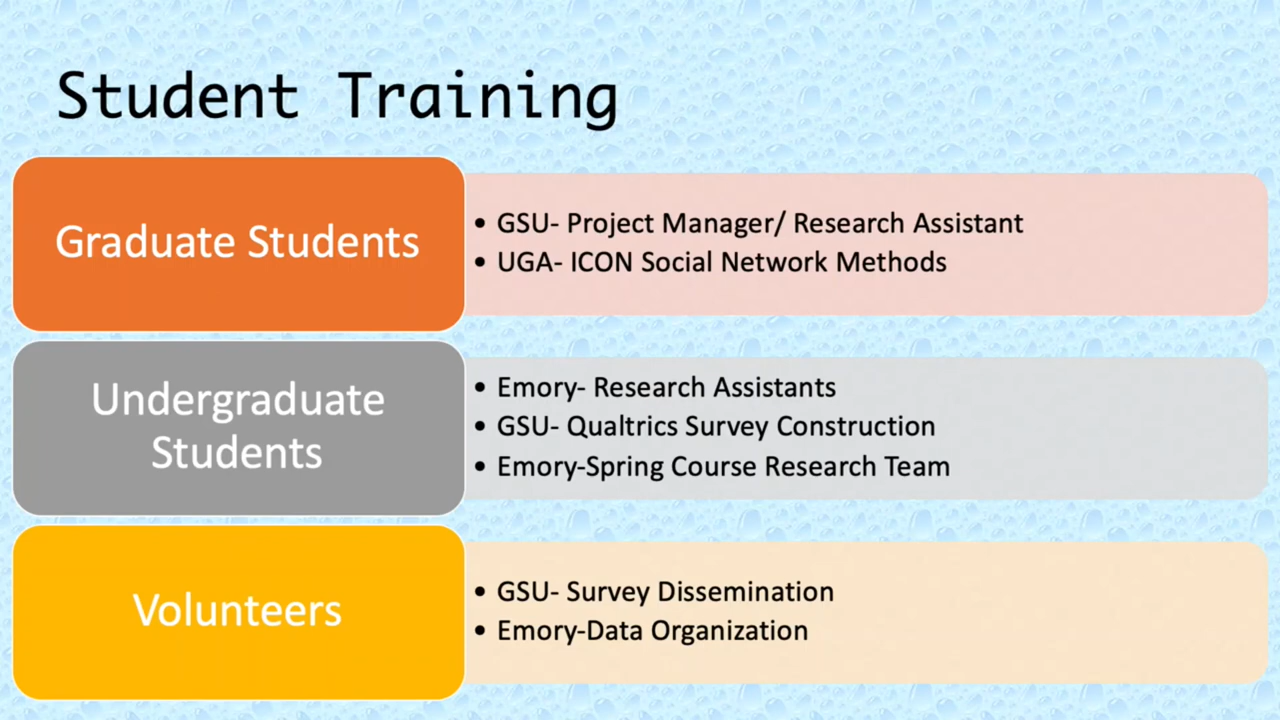 Student Training
Graduate Students
• GSU- Project Manager/ Research Assistant
• UGA- ICON Social Network Methods
Undergraduate
Students
• Emory- Research Assistants
• GSU- Qualtrics Survey Construction
• Emory-Spring Course Research Team
Volunteers
• GSU- Survey Dissemination
• Emory-Data Organization